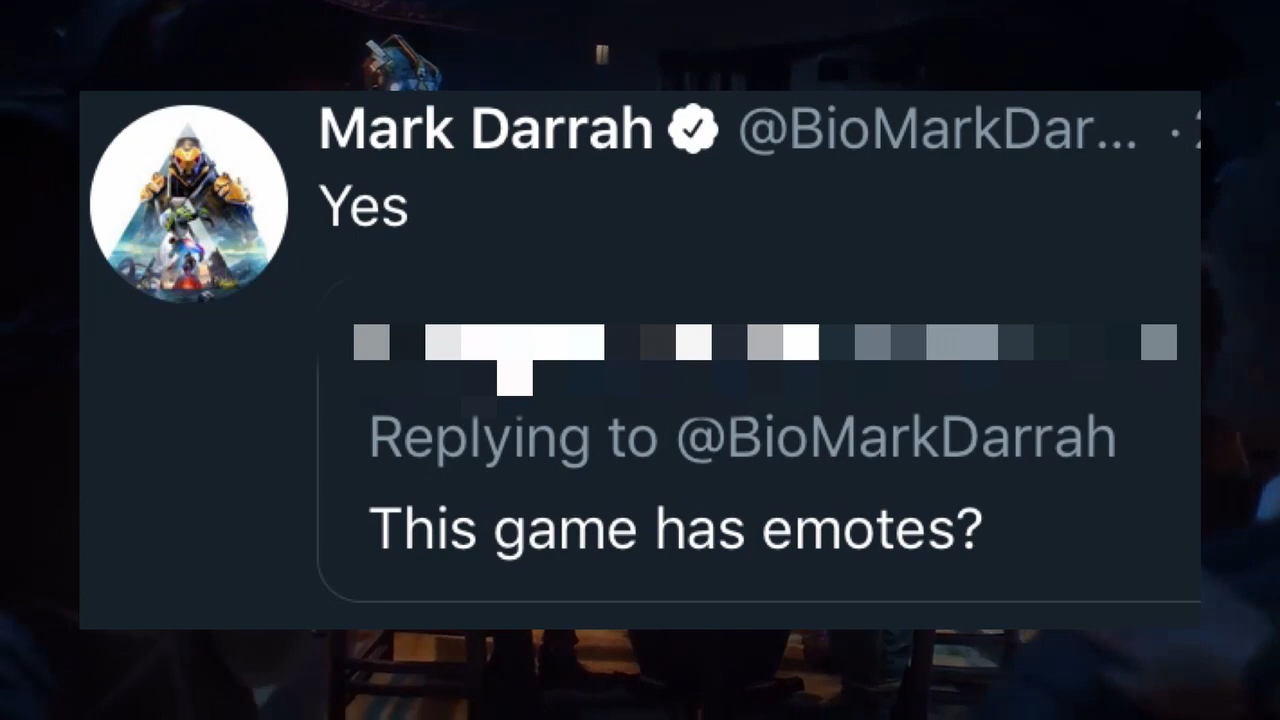 Mark Darrah @BioMarkDar... ·
Yes
Replying to @BioMarkDarrah
This game has emotes?